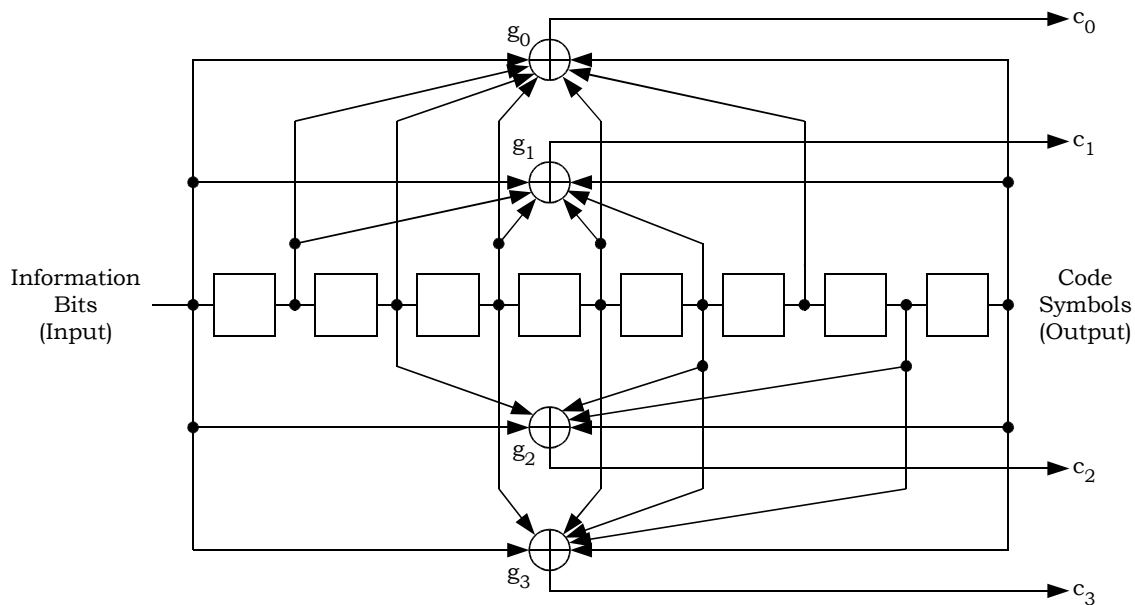 g0
c0
g1
c1
Information
Bits
(Input)
Code
Symbols
(Output)
g2
c2
g3
c3